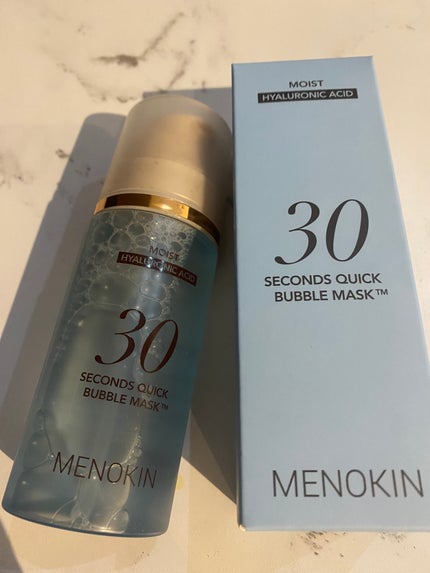 MOIST
HYALURONIC ACID
30
SECONDS QUICK
BUBBLE MASK™
MENOKIN
MOIST
HYALURONIC ACID
30
SECONDS QUICK
BUBBLE MASK™
MENOKIN